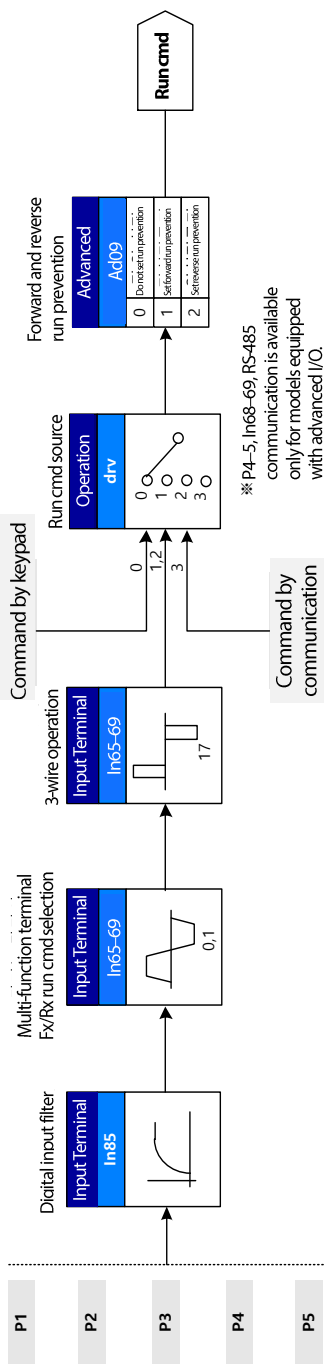 P1
P2
P3
P4
P5
Digital input filter
Input Terminal
In85
Multi-function terminal
Fx/Rx run cmd selection
Input Terminal
In65–69
0,1
3-wire operation
Input Terminal
In65–69
17
Command by keypad
0
1,2
3
Command by
communication
Run cmd source
Operation
drv
0
1
2
3
Forward and reverse
run prevention
Advanced
Ad09
0 Do not set run prevention
1 Set forward run prevention
2 Set reverse run prevention
Run cmd
※ P4–5, In68–69, RS-485
communication is available
only for models equipped
with advanced I/O.